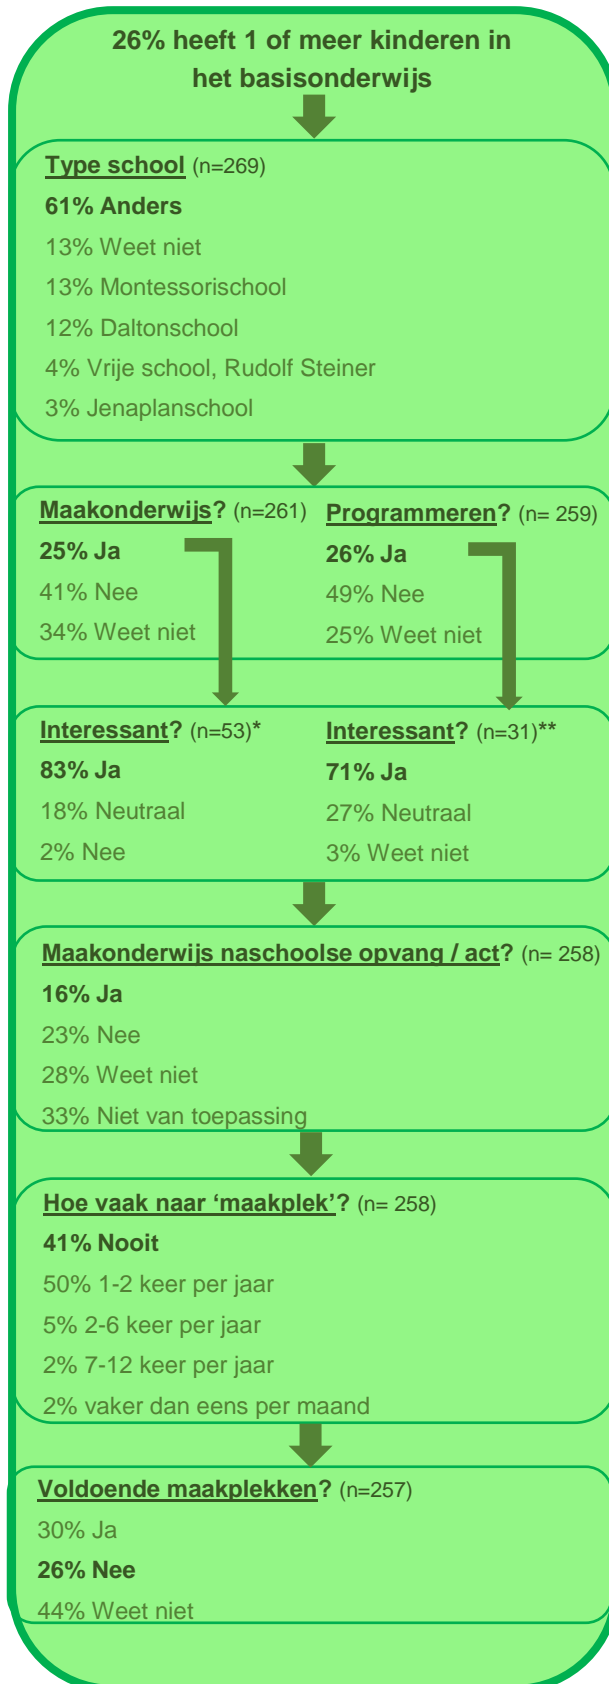 26% heeft 1 of meer kinderen in
het basisonderwijs
Type school (n=269)
61% Anders
13% Weet niet
13% Montessorischool
12% Daltonschool
4% Vrije school, Rudolf Steiner
3% Jenaplanschool
Maakonderwijs? (n=261)
25% Ja
41% Nee
34% Weet niet
Programmeren? (n= 259)
26% Ja
49% Nee
25% Weet niet
Interessant? (n=53)*
83% Ja
18% Neutraal
2% Nee
Interessant? (n=31)**
71% Ja
27% Neutraal
3% Weet niet
Maakonderwijs naschoolse opvang / act? (n= 258)
16% Ja
23% Nee
28% Weet niet
33% Niet van toepassing
Hoe vaak naar ‘maakplek’? (n= 258)
41% Nooit
50% 1-2 keer per jaar
5% 2-6 keer per jaar
2% 7-12 keer per jaar
2% vaker dan eens per maand
Voldoende maakplekken? (n=257)
30% Ja
26% Nee
44% Weet niet